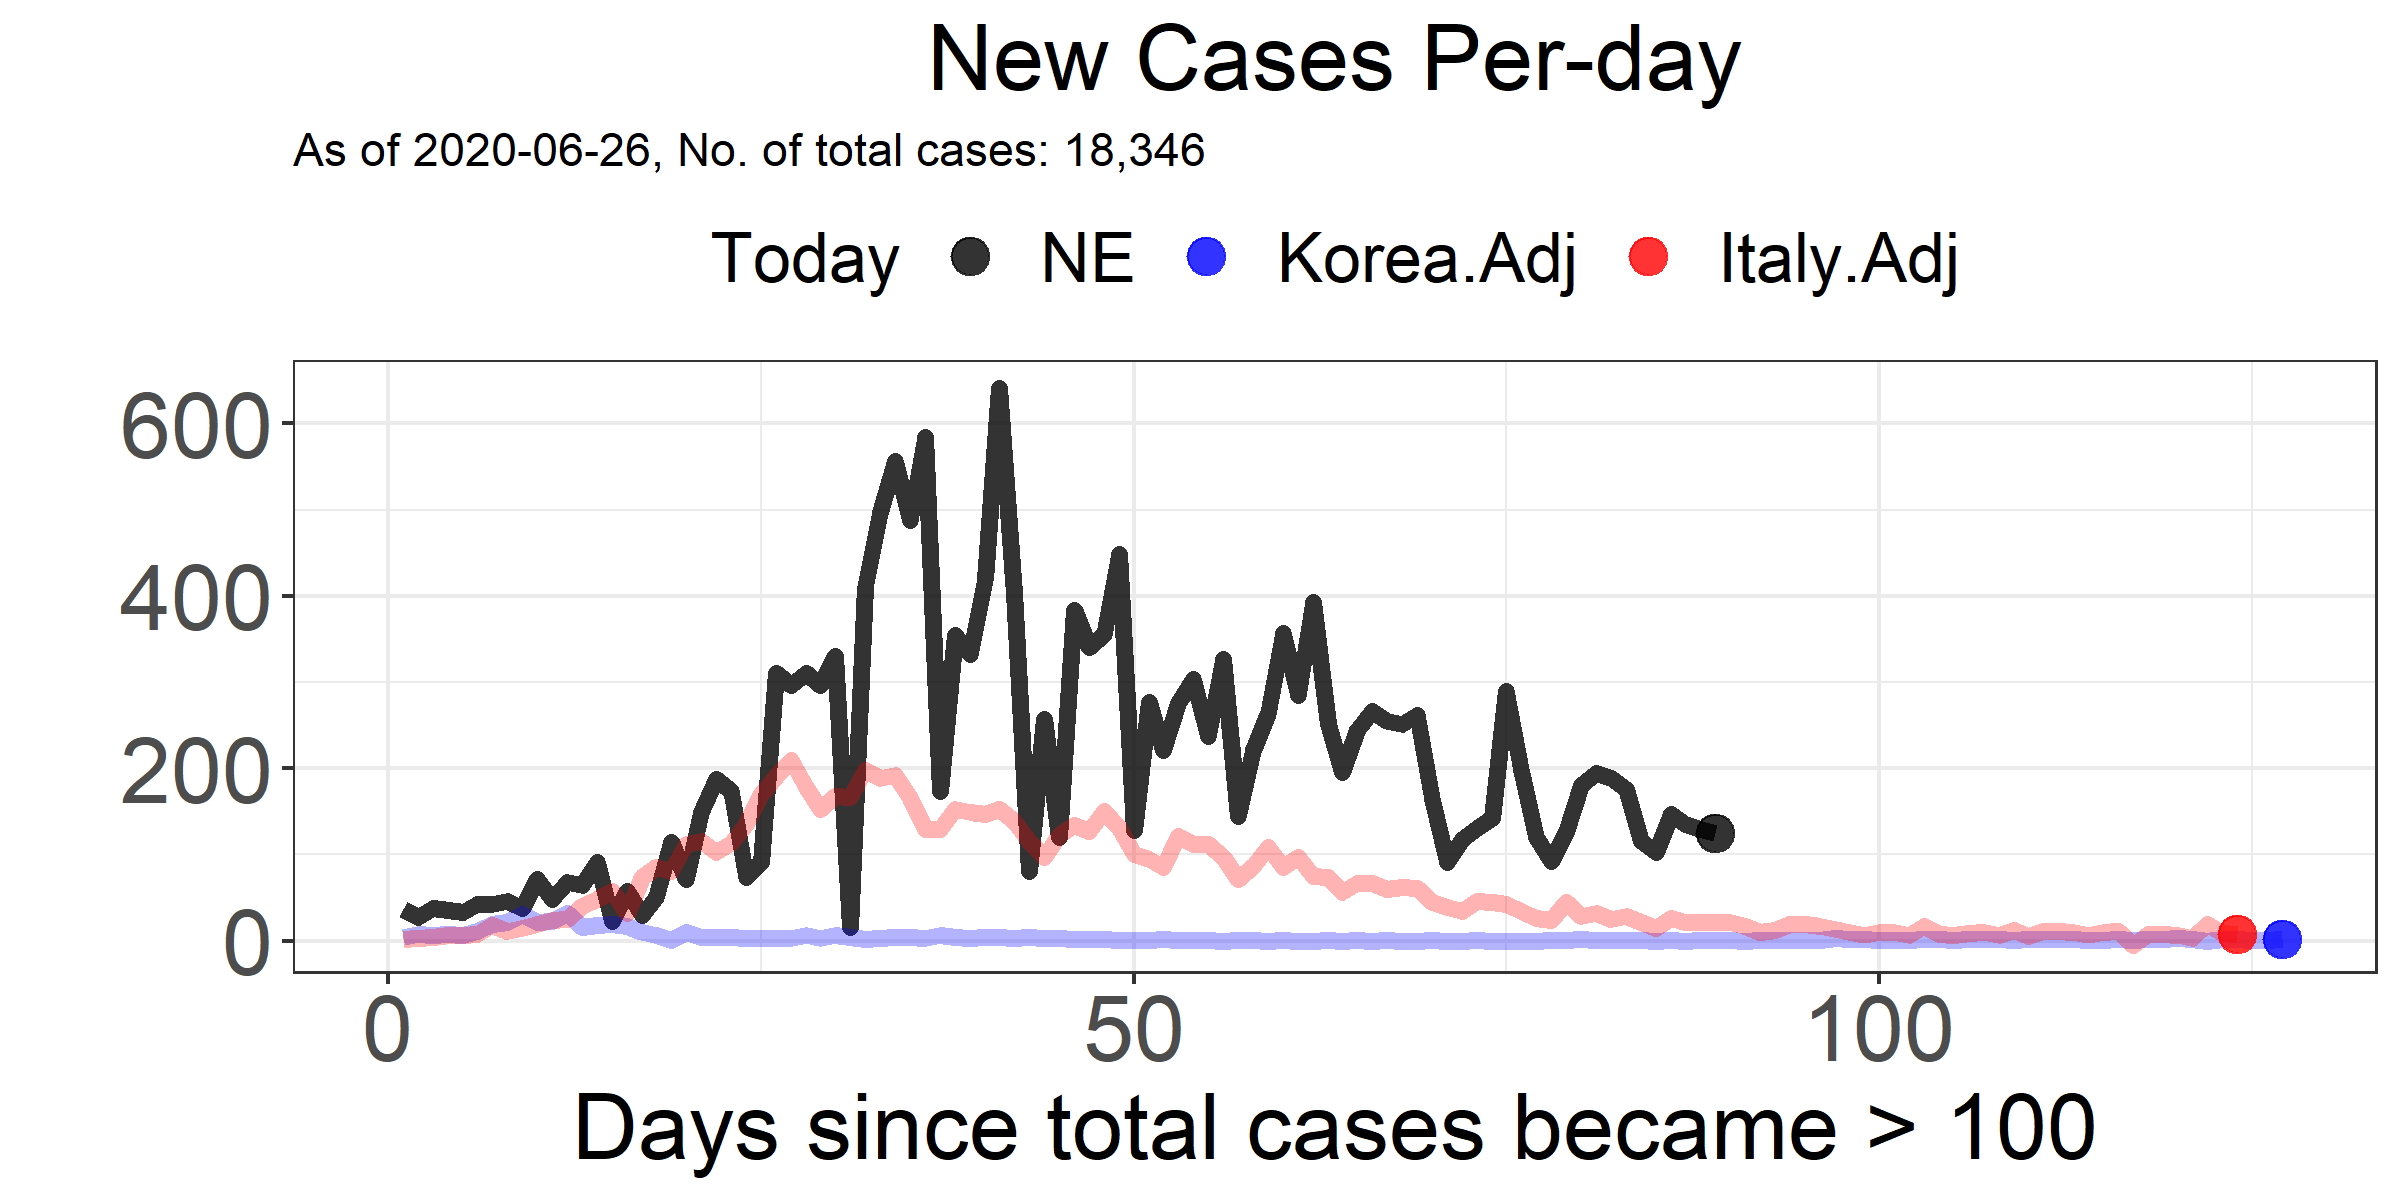 New Cases Per-day
As of 2020-06-26, No. of total cases: 18,346
Today NE Korea.Adj Italy.Adj
600
400
200
0
0 50 100
Days since total cases became > 100